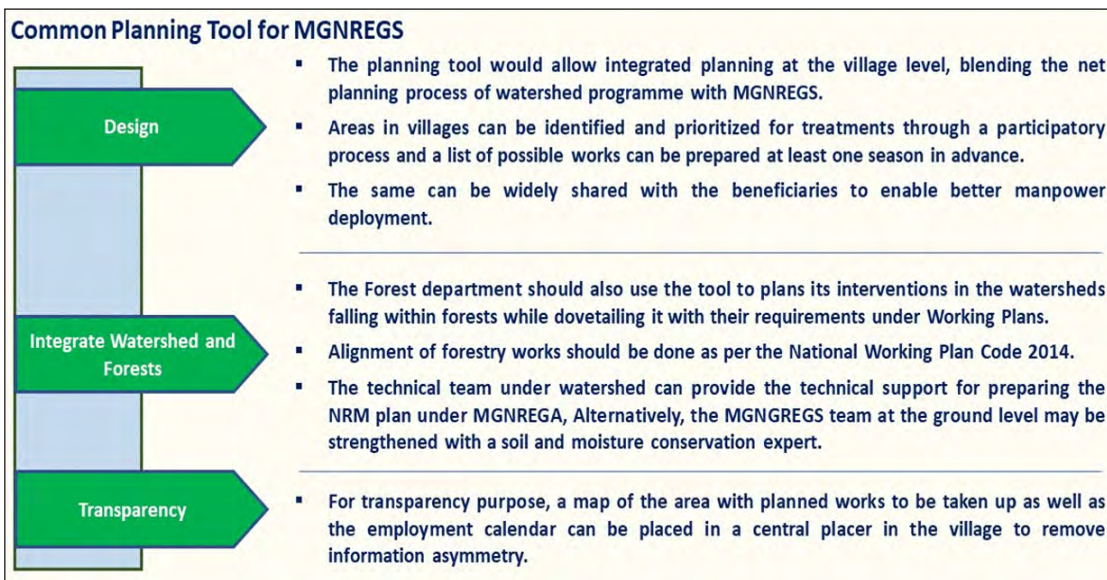 Common Planning Tool for MGNREGS
Design
▪ The planning tool would allow integrated planning at the village level, blending the net
planning process of watershed programme with MGNREGS.
▪ Areas in villages can be identified and prioritized for treatments through a participatory
process and a list of possible works can be prepared at least one season in advance.
▪ The same can be widely shared with the beneficiaries to enable better manpower
deployment.
Integrate Watershed and
Forests
▪ The Forest department should also use the tool to plans its interventions in the watersheds
falling within forests while dovetailing it with their requirements under Working Plans.
▪ Alignment of forestry works should be done as per the National Working Plan Code 2014.
▪ The technical team under watershed can provide the technical support for preparing the
NRM plan under MGNREGA, Alternatively, the MGNGREGS team at the ground level may be
strengthened with a soil and moisture conservation expert.
Transparency
▪ For transparency purpose, a map of the area with planned works to be taken up as well as
the employment calendar can be placed in a central placer in the village to remove
information asymmetry.